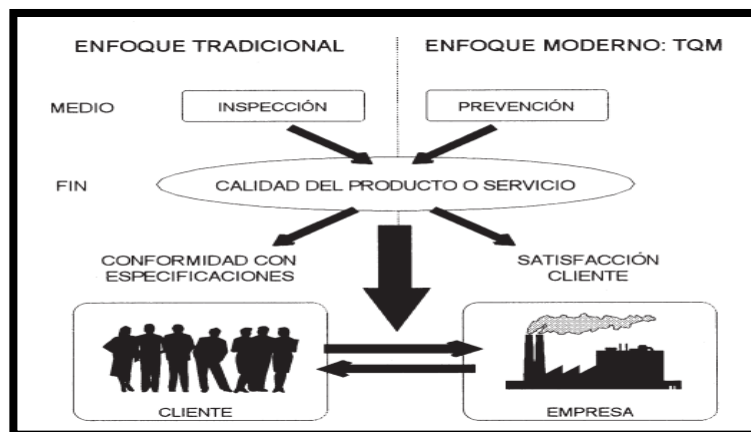 ENFOQUE TRADICIONAL
ENFOQUE MODERNO: TQM
MEDIO
INSPECCIÓN
PREVENCIÓN
FIN
CALIDAD DEL PRODUCTO O SERVICIO
CONFORMIDAD CON
ESPECIFICACIONES
SATISFACCIÓN
CLIENTE
CLIENTE
EMPRESA